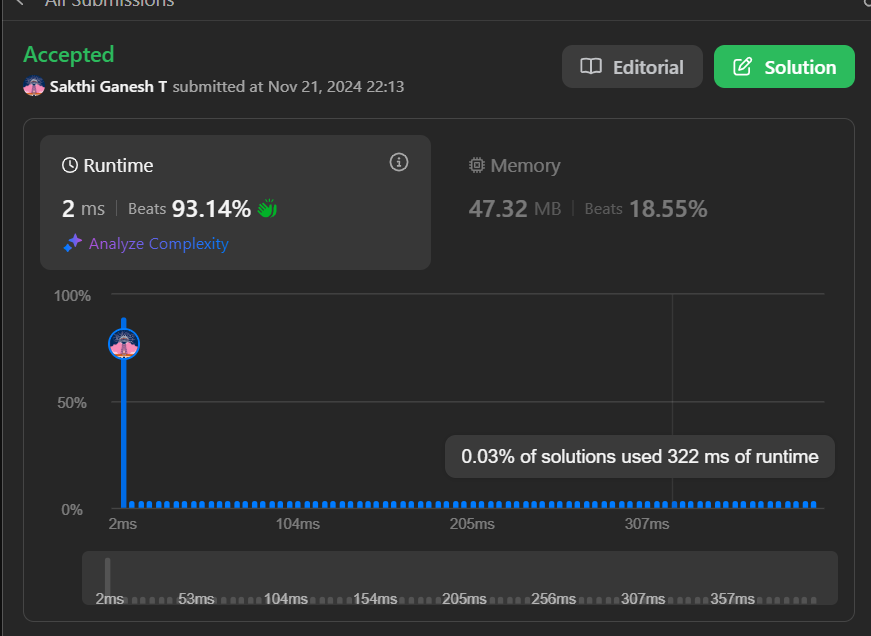 All Submissions
Accepted
Editorial
Solution
Sakthi Ganesh T submitted at Nov 21, 2024 22:13
Runtime
2 ms | Beats 93.14%
Analyze Complexity
Memory
47.32 MB | Beats 18.55%
100%
50%
0%
0.03% of solutions used 322 ms of runtime
2ms 104ms 205ms 307ms
2ms 53ms 104ms 154ms 205ms 256ms 307ms 357ms